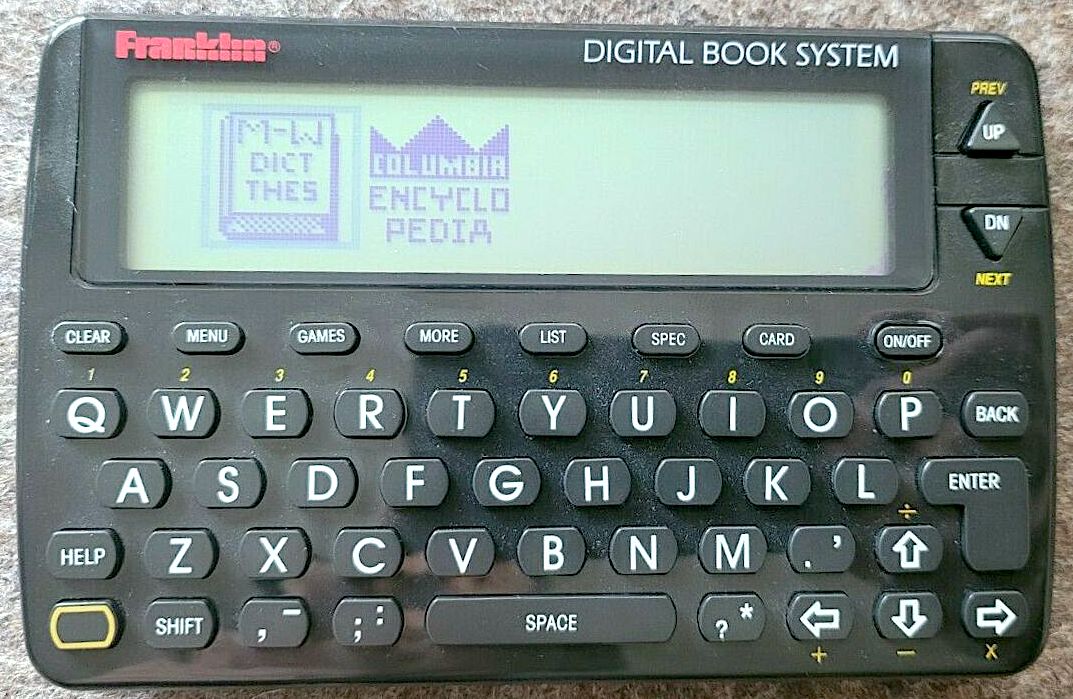 Franklin®
DIGITAL BOOK SYSTEM
M-W
DICT
THES
COLUMBIA
ENCYCLO
PEDIA
PREV
UP
DN
NEXT
CLEAR MENU GAMES MORE LIST SPEC CARD ON/OFF
1 2 3 4 5 6 7 8 9 0
Q W E R T Y U I O P BACK
A S D F G H J K L ENTER
÷
HELP Z X C V B N M . ’ ⇧
SHIFT , - ; : SPACE ? * ⇦ ⇩ ⇨
+ − X